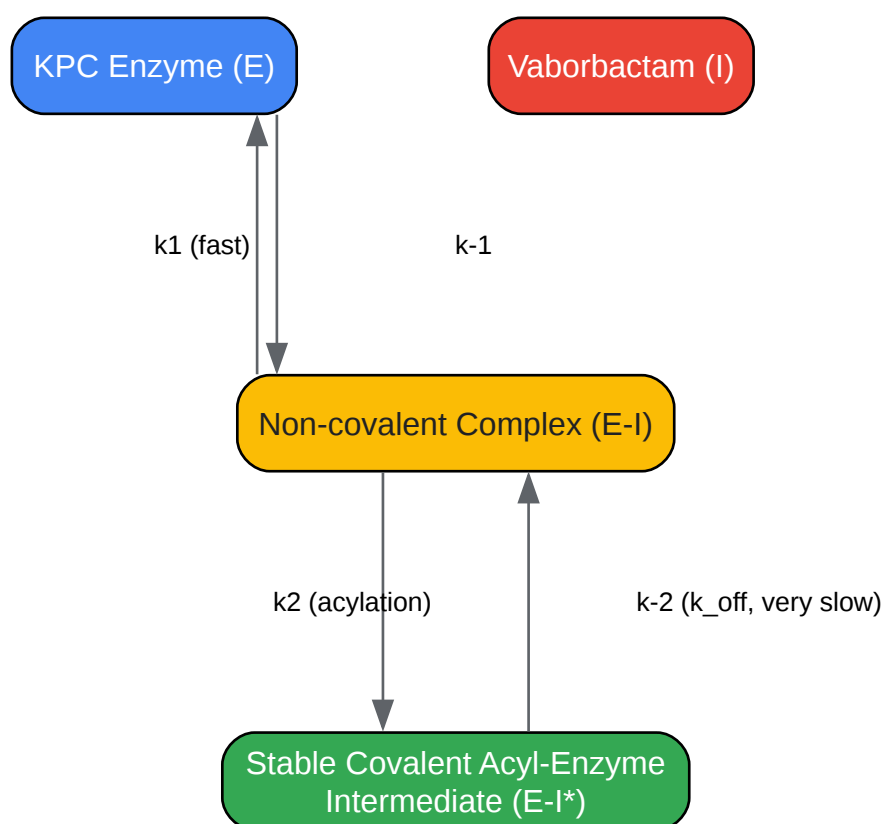 KPC Enzyme (E)
Vaborbactam (I)
k1 (fast)
k-1
Non-covalent Complex (E-I)
k2 (acylation)
k-2 (k_off, very slow)
Stable Covalent Acyl-Enzyme
Intermediate (E-I*)